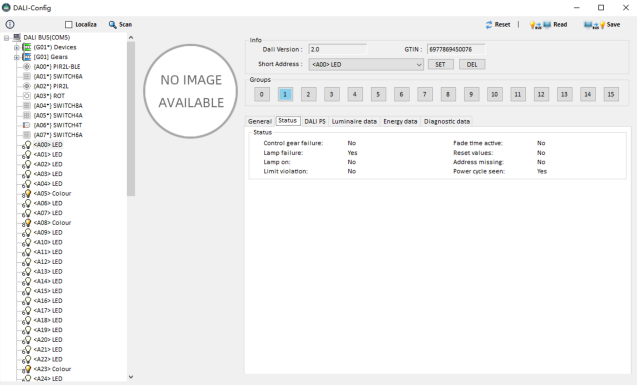 DALI-Config
Localiza Scan
Reset Read Save
DALI BUS(COM5)
(G01*) Devices
(G01) Gears
(A00*) PIR2L-BLE
(A01*) SWITCH6A
(A02*) PIR2L
(A03*) ROT
(A04*) SWITCH8A
(A05*) SWITCH4A
(A06*) SWITCH4T
(A07*) SWITCH6A
<A00> LED
<A01> LED
<A02> LED
<A03> LED
<A04> LED
<A05> Colour
<A06> LED
<A07> LED
<A08> Colour
<A09> LED
<A10> LED
<A11> LED
<A12> LED
<A13> LED
<A14> LED
<A15> LED
<A16> LED
<A17> LED
<A18> LED
<A19> LED
<A20> LED
<A21> LED
<A22> LED
<A23> Colour
<A24> LED
NO IMAGE
AVAILABLE
Info
Dali Version : 2.0 GTIN : 6977869450076
Short Address : <A00> LED SET DEL
Groups
0 1 2 3 4 5 6 7 8 9 10 11 12 13 14 15
General Status DALI PS Luminaire data Energy data Diagnostic data
Status
Control gear failure: No Fade time active: No
Lamp failure: Yes Reset values: No
Lamp on: No Address missing: No
Limit violation: No Power cycle seen: Yes